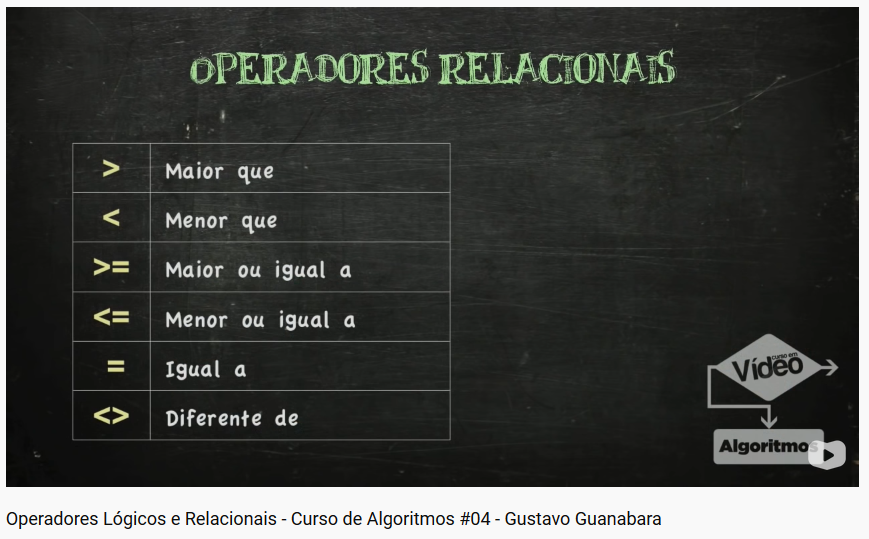 OPERADORES RELACIONAIS
> Maior que
< Menor que
>= Maior ou igual a
<= Menor ou igual a
= Igual a
<> Diferente de
curso em
Vídeo
Algoritmos
Operadores Lógicos e Relacionais - Curso de Algoritmos #04 - Gustavo Guanabara